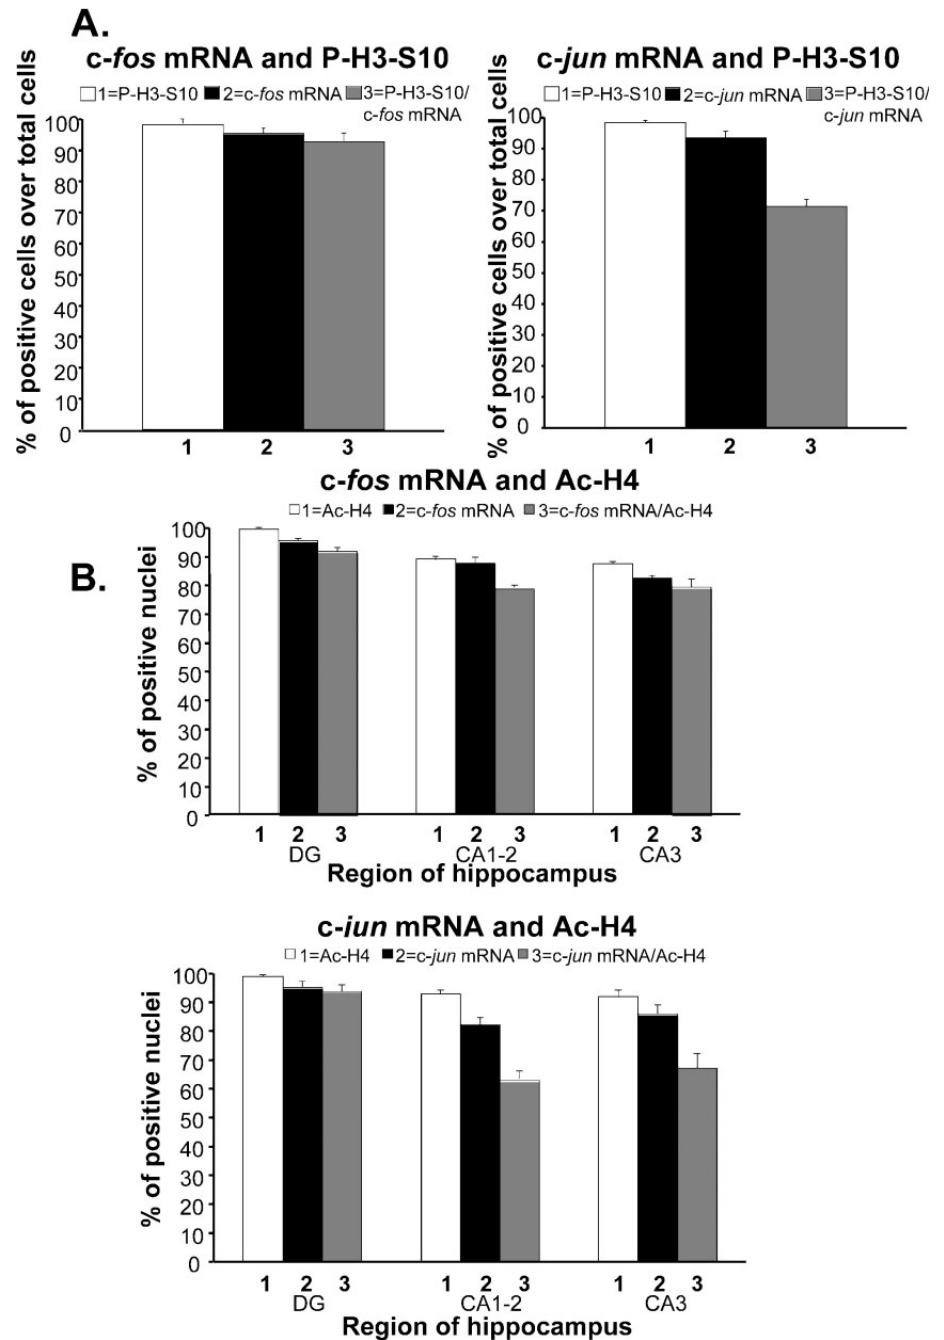 A.
c-fos mRNA and P-H3-S10
1=P-H3-S10 2=c-fos mRNA 3=P-H3-S10/
c-fos mRNA
% of positive cells over total cells
100
90
80
70
60
50
40
30
20
10
0
1 2 3
c-jun mRNA and P-H3-S10
1=P-H3-S10 2=c-jun mRNA 3=P-H3-S10/
c-jun mRNA
% of positive cells over total cells
100
90
80
70
60
50
40
30
20
10
0
1 2 3
B.
c-fos mRNA and Ac-H4
1=Ac-H4 2=c-fos mRNA 3=c-fos mRNA/Ac-H4
% of positive nuclei
100
90
80
70
60
50
40
30
20
10
0
1 2 3 1 2 3 1 2 3
DG CA1-2 CA3
Region of hippocampus
c-jun mRNA and Ac-H4
1=Ac-H4 2=c-jun mRNA 3=c-jun mRNA/Ac-H4
% of positive nuclei
100
90
80
70
60
50
40
30
20
10
0
1 2 3 1 2 3 1 2 3
DG CA1-2 CA3
Region of hippocampus